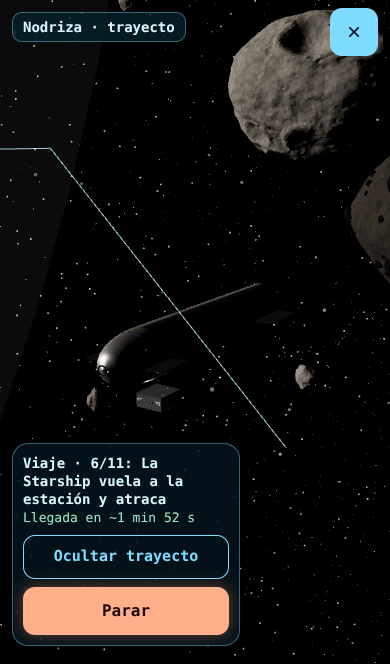 Nodriza · trayecto
×
Viaje · 6/11: La
Starship vuela a la
estación y atraca
Llegada en ~1 min 52 s
Ocultar trayecto
Parar